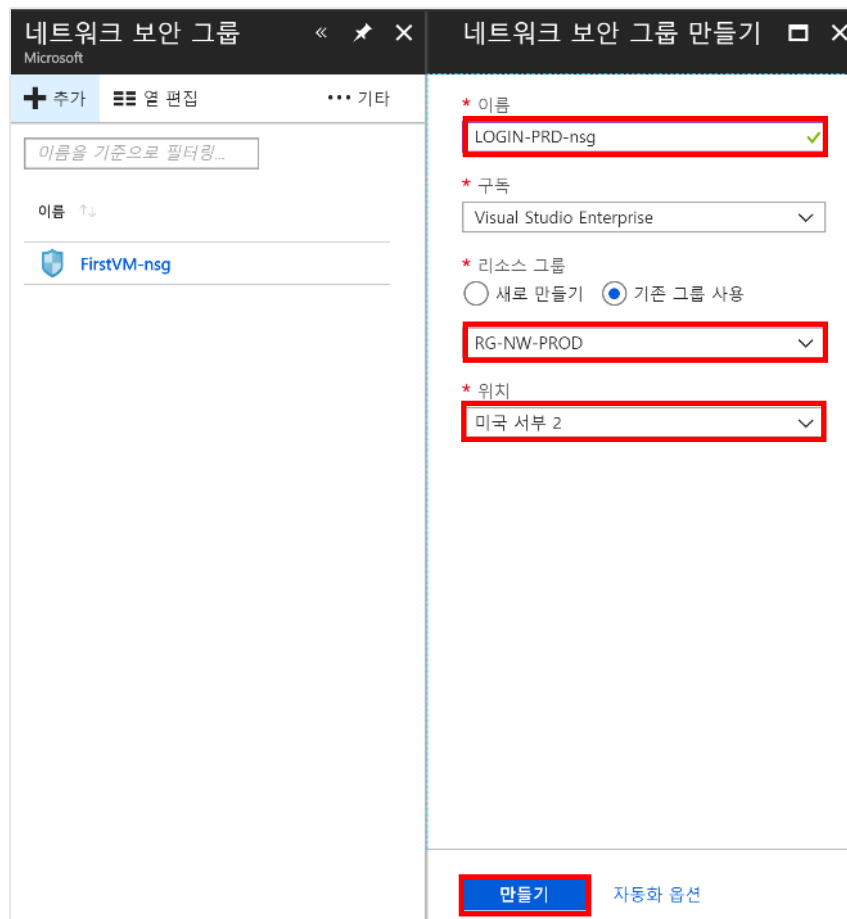 네트워크 보안 그룹
Microsoft
추가 열 편집 ··· 기타
이름을 기준으로 필터링...
이름 ↑↓
FirstVM-nsg
네트워크 보안 그룹 만들기
* 이름
LOGIN-PRD-nsg
* 구독
Visual Studio Enterprise
* 리소스 그룹
새로 만들기 기존 그룹 사용
RG-NW-PROD
* 위치
미국 서부 2
만들기 자동화 옵션